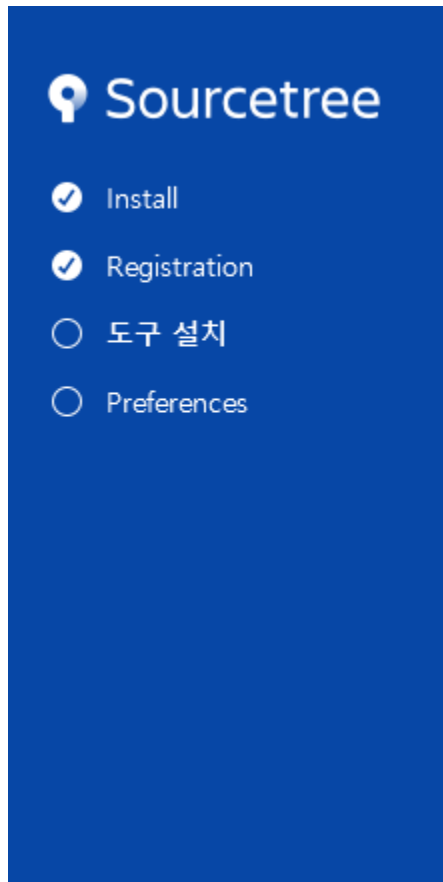 Sourcetree
Install
Registration
도구 설치
Preferences